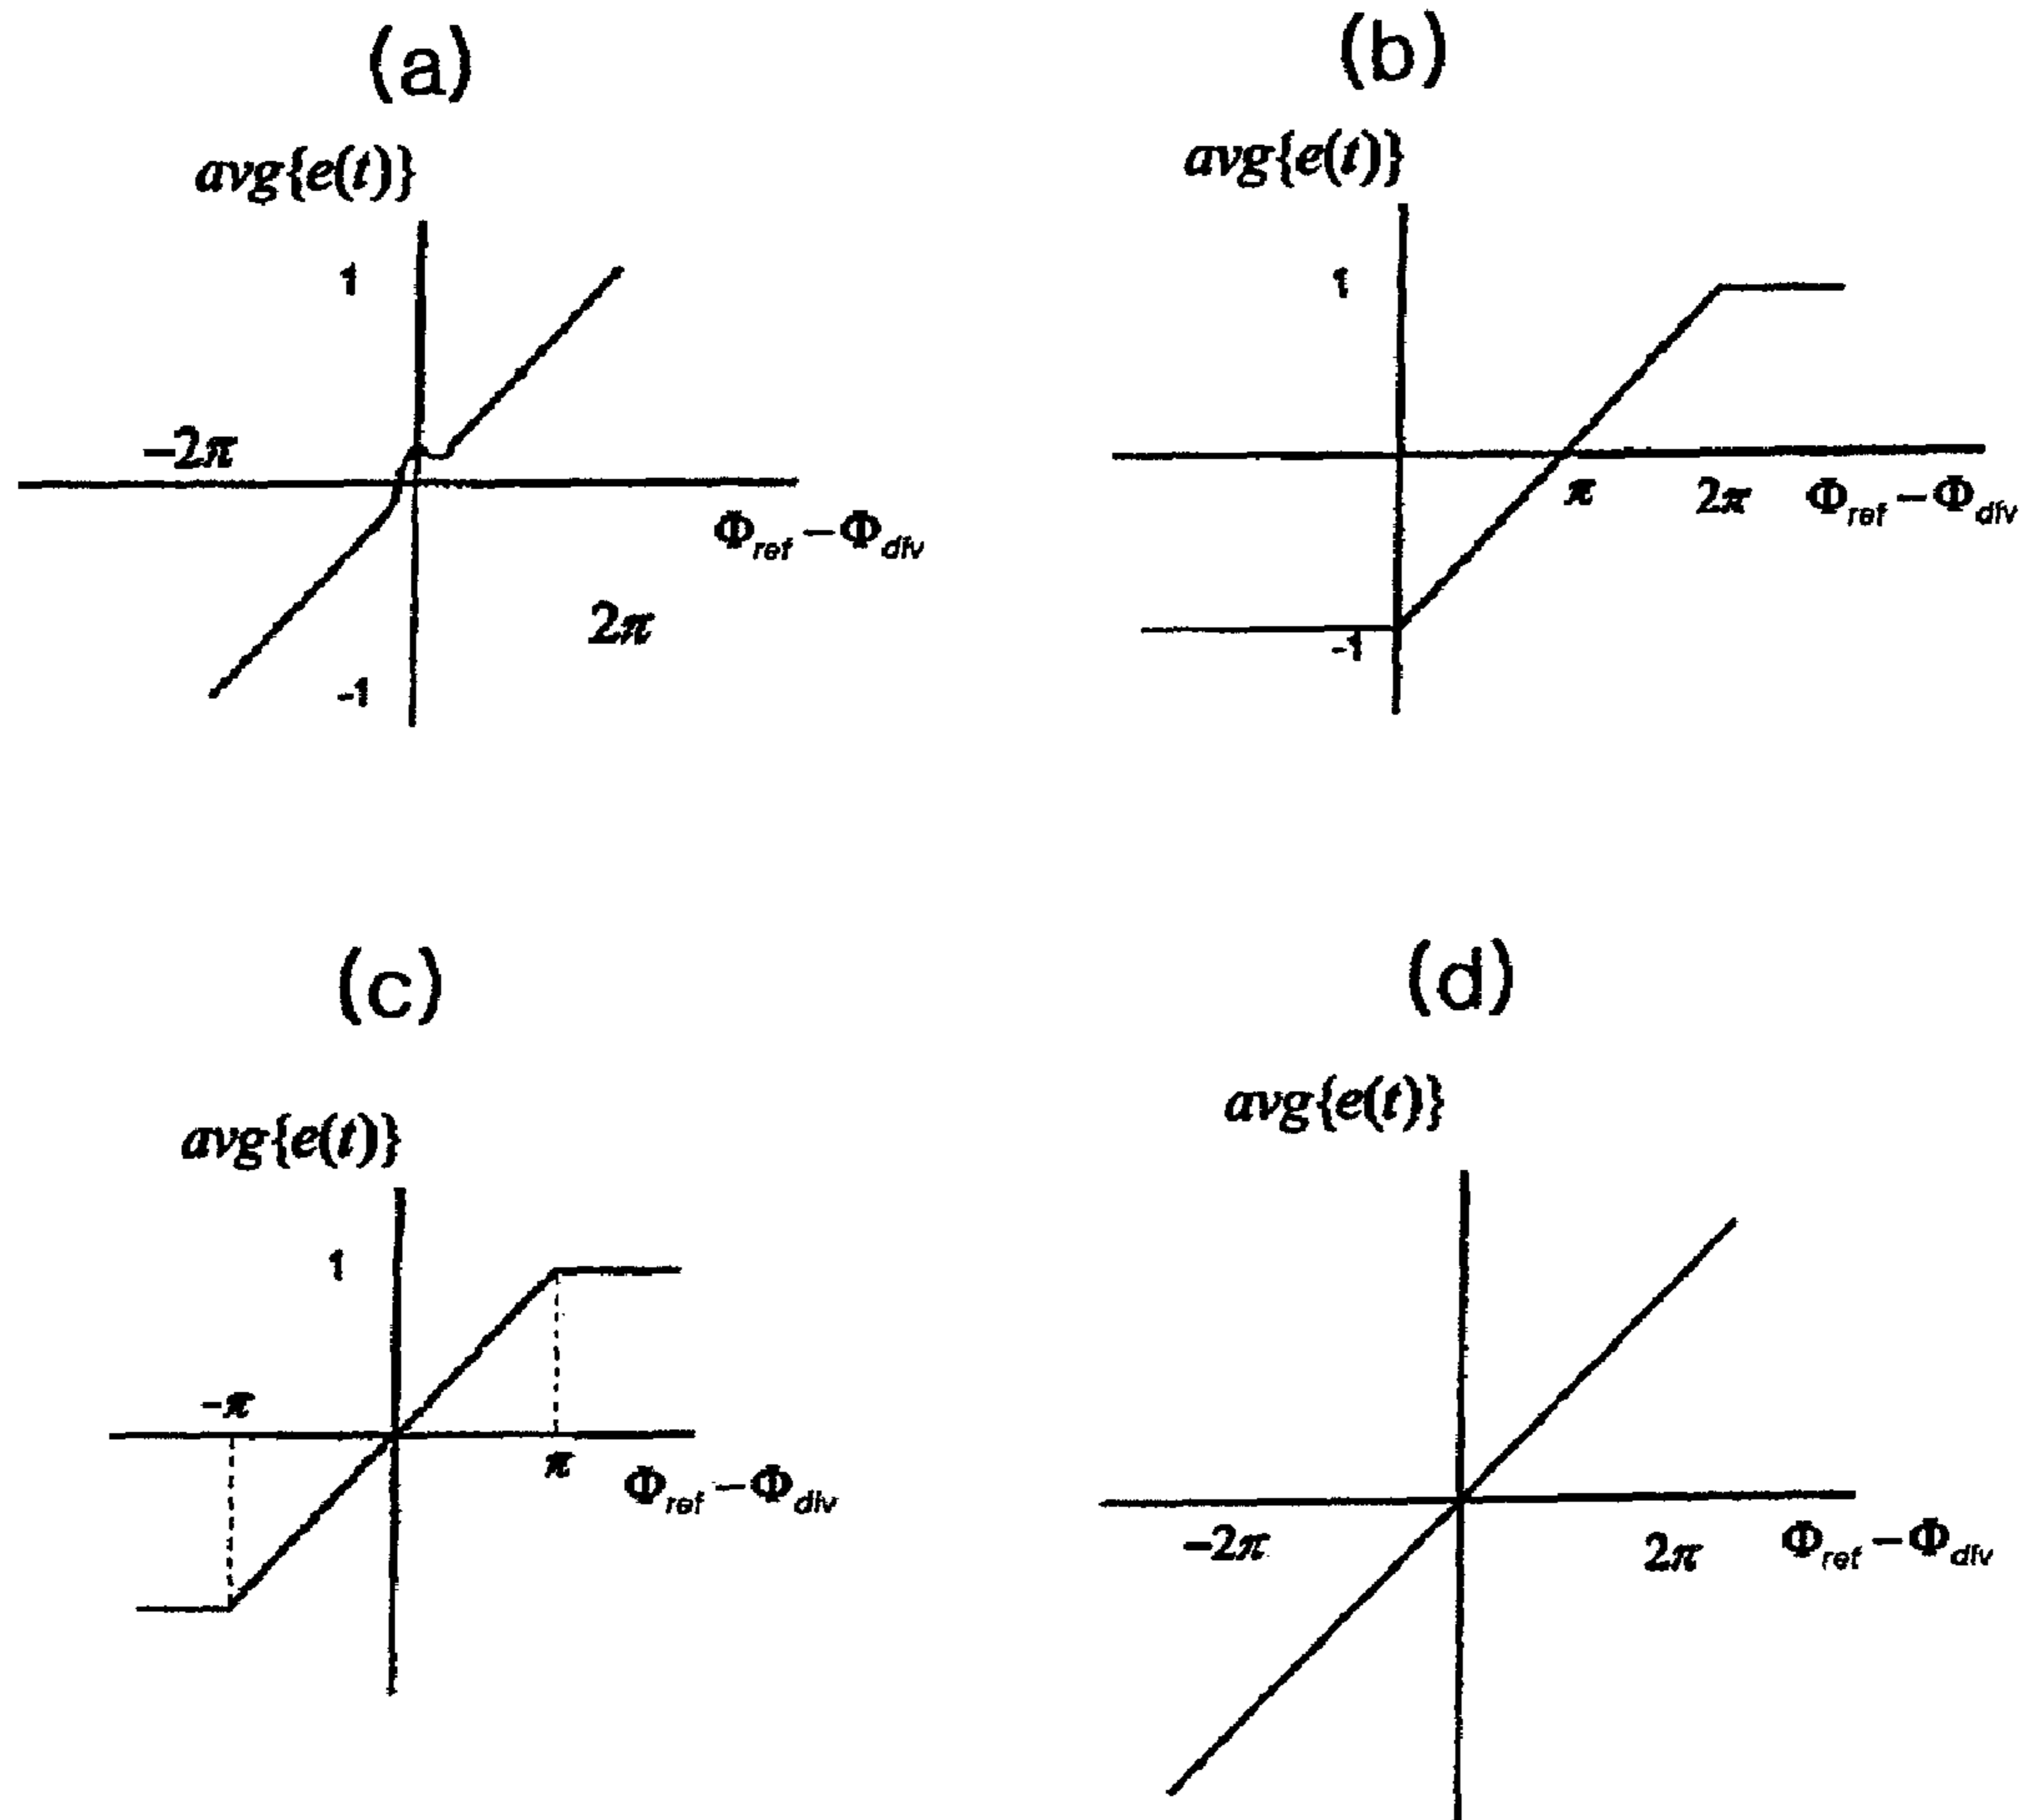 (a)
avg{e(t)}
1
−2π
Φref − Φdiv
2π
-1
(b)
avg{e(t)}
1
π
2π
Φref − Φdiv
-1
(c)
avg{e(t)}
1
-π
π
Φref − Φdiv
(d)
avg{e(t)}
−2π
2π
Φref − Φdiv